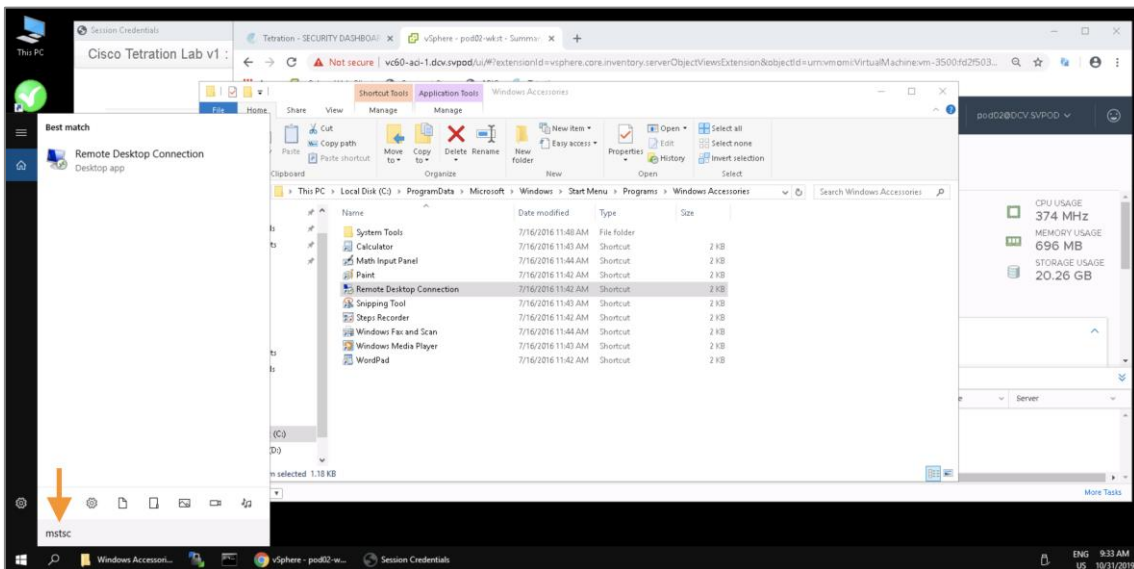 This PC
Session Credentials
Cisco Tetration Lab v1 :
Tetration - SECURITY DASHBOA
vSphere - pod02-wkst - Summar
Not secure
vc60-aci-1.dcv.svpod/ui/#?extensionId=vsphere.core.inventory.serverObjectViewsExtension&objectId=urn:vmomi:VirtualMachine:vm-3500:fd2f503...
Shortcut Tools
Application Tools
Windows Accessories
File
Home
Share
View
Manage
Manage
pod02@DCV.SVPOD
Paste
Cut
Copy path
Paste shortcut
Move to
Copy to
Delete
Rename
New folder
New item
Easy access
Properties
Open
Edit
History
Select all
Select none
Invert selection
Clipboard
Organize
New
Open
Select
This PC > Local Disk (C:) > ProgramData > Microsoft > Windows > Start Menu > Programs > Windows Accessories
Search Windows Accessories
Best match
Remote Desktop Connection
Desktop app
Name Date modified Type Size
System Tools 7/16/2016 11:48 AM File folder
Calculator 7/16/2016 11:43 AM Shortcut 2 KB
Math Input Panel 7/16/2016 11:44 AM Shortcut 2 KB
Paint 7/16/2016 11:42 AM Shortcut 2 KB
Remote Desktop Connection 7/16/2016 11:42 AM Shortcut 2 KB
Snipping Tool 7/16/2016 11:43 AM Shortcut 2 KB
Steps Recorder 7/16/2016 11:42 AM Shortcut 2 KB
Windows Fax and Scan 7/16/2016 11:44 AM Shortcut 2 KB
Windows Media Player 7/16/2016 11:43 AM Shortcut 2 KB
WordPad 7/16/2016 11:42 AM Shortcut 2 KB
(C:)
(D:)
selected 1.18 KB
CPU USAGE
374 MHz
MEMORY USAGE
696 MB
STORAGE USAGE
20.26 GB
Server
More Tasks
mstsc
Windows Accessori...
vSphere - pod02-w...
Session Credentials
ENG
US
9:33 AM
10/31/2019